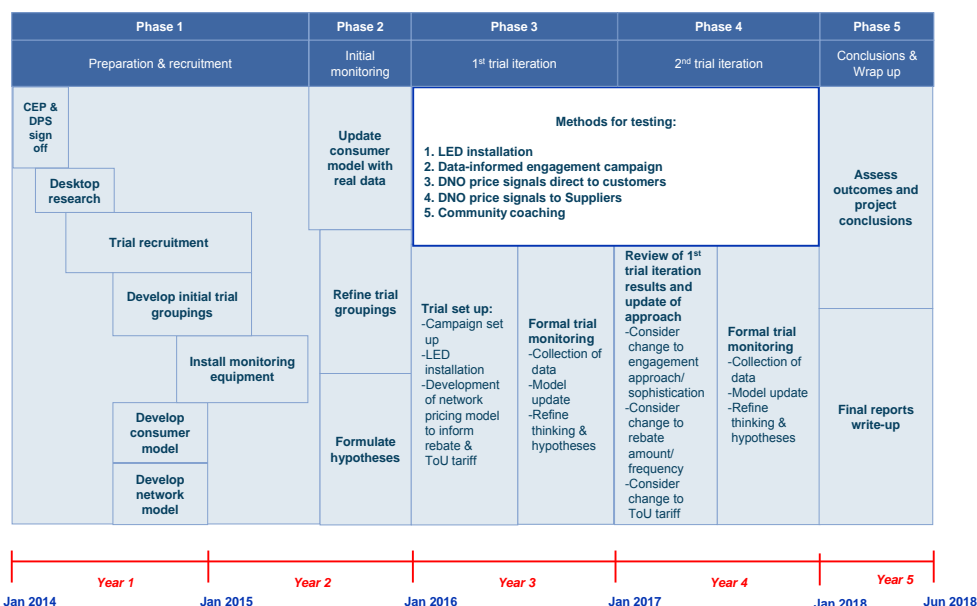 Phase 1
Phase 2
Phase 3
Phase 4
Phase 5
Preparation & recruitment
Initial
monitoring
1st trial iteration
2nd trial iteration
Conclusions &
Wrap up
CEP &
DPS
sign
off
Desktop
research
Trial recruitment
Develop initial trial
groupings
Install monitoring
equipment
Develop
consumer
model
Develop
network
model
Update
consumer
model with
real data
Refine trial
groupings
Formulate
hypotheses
Methods for testing:
1. LED installation
2. Data-informed engagement campaign
3. DNO price signals direct to customers
4. DNO price signals to Suppliers
5. Community coaching
Trial set up:
-Campaign set
up
-LED
installation
-Development
of network
pricing model
to inform
rebate &
ToU tariff
Formal trial
monitoring
-Collection of
data
-Model
update
-Refine
thinking &
hypotheses
Review of 1st
trial iteration
results and
update of
approach
-Consider
change to
engagement
approach/
sophistication
-Consider
change to
rebate
amount/
frequency
-Consider
change to
ToU tariff
Formal trial
monitoring
-Collection of
data
-Model update
-Refine
thinking &
hypotheses
Assess
outcomes and
project
conclusions
Final reports
write-up
Year 1
Year 2
Year 3
Year 4
Year 5
Jan 2014
Jan 2015
Jan 2016
Jan 2017
Jan 2018
Jun 2018